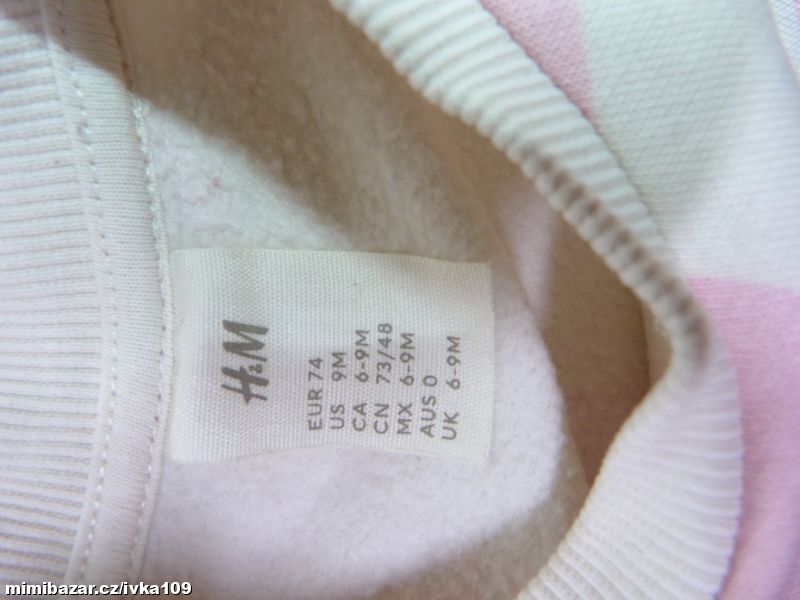 H&M
EUR 74
US 9M
CA 6-9M
CN 73/48
MX 6-9M
AUS 0
UK 6-9M
mimibazar.cz/ivka109